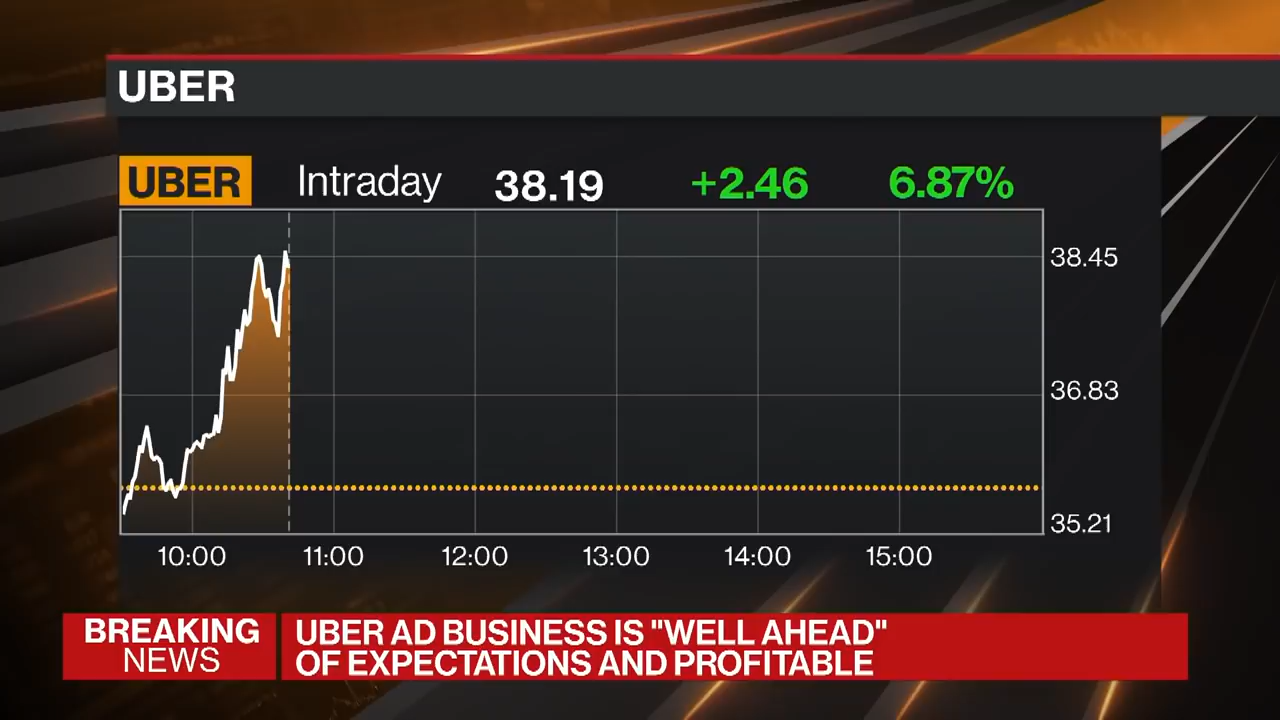 UBER
UBER Intraday 38.19 +2.46 6.87%
38.45
36.83
35.21
10:00 11:00 12:00 13:00 14:00 15:00
BREAKING NEWS
UBER AD BUSINESS IS "WELL AHEAD"
OF EXPECTATIONS AND PROFITABLE